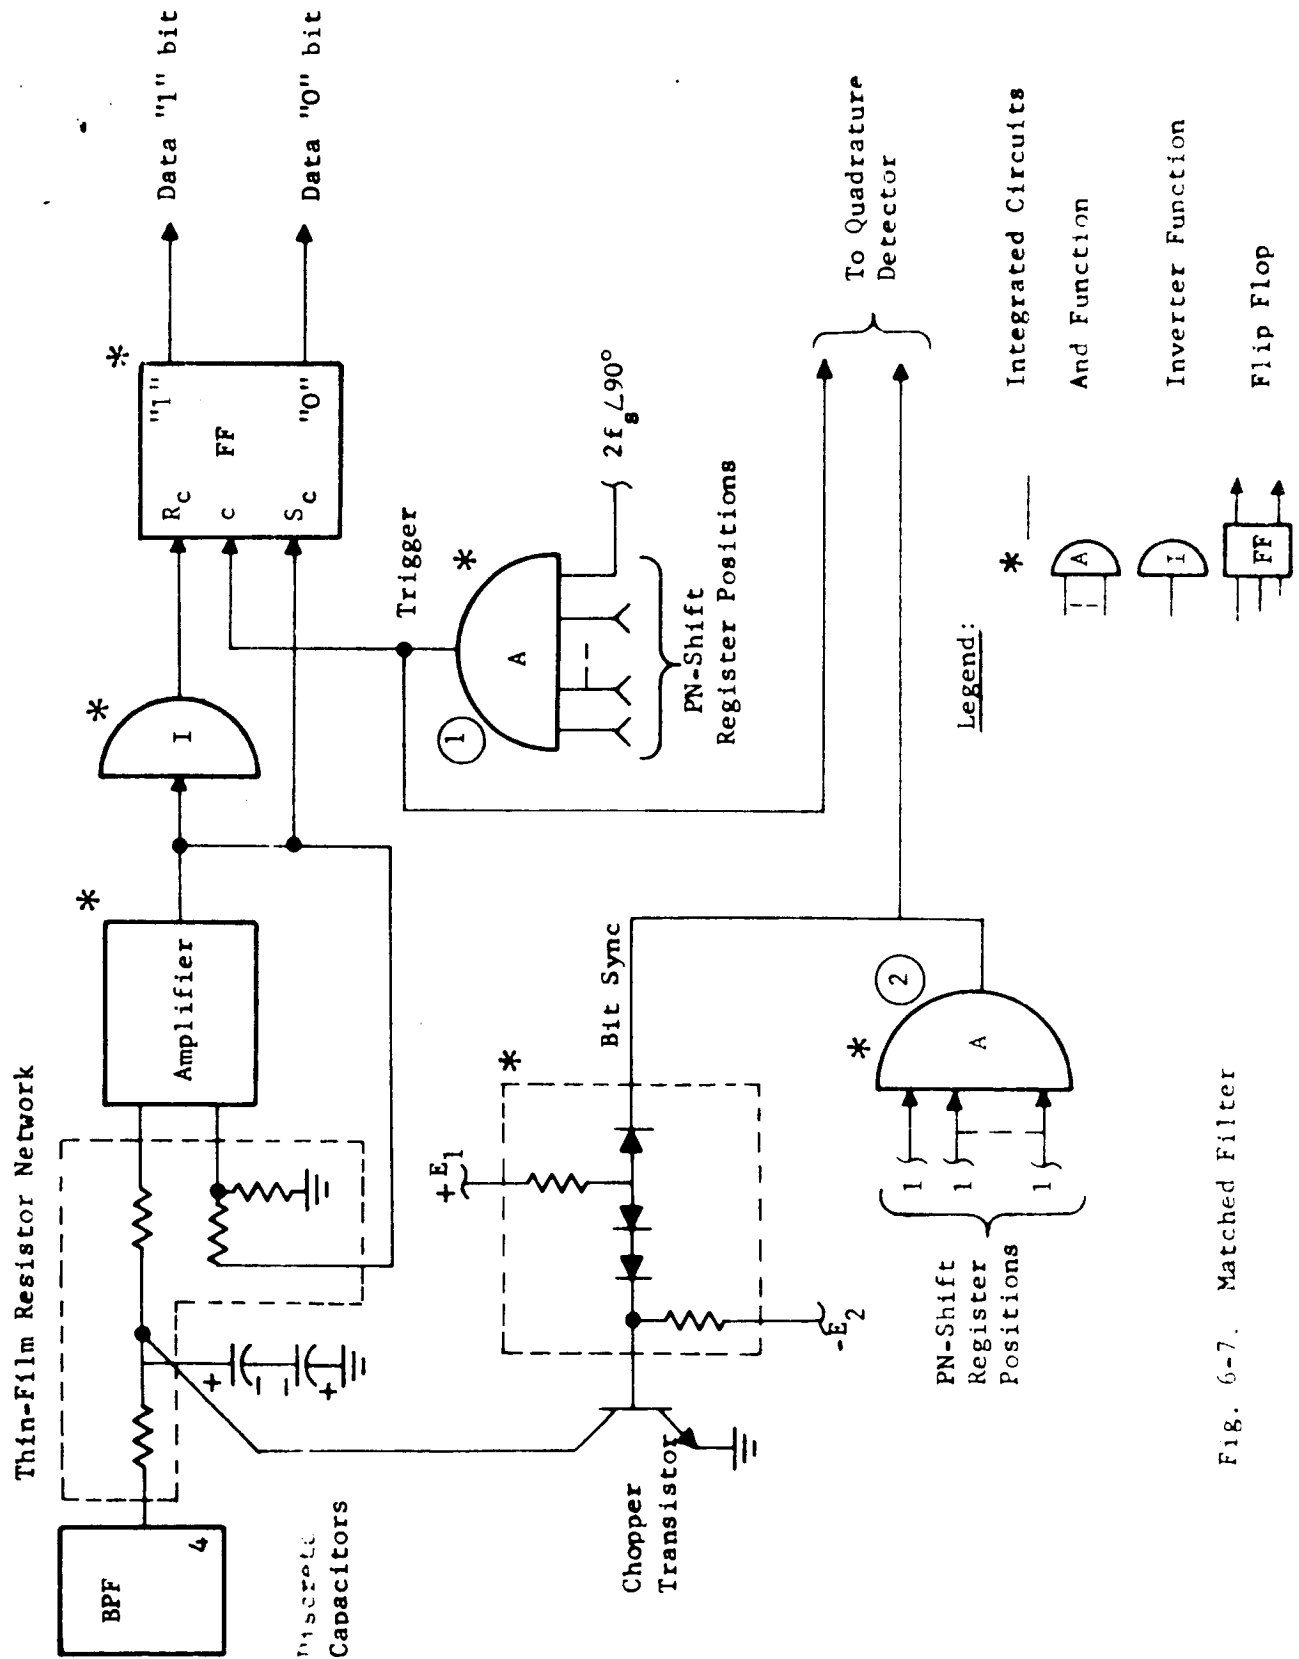 Thin-Film Resistor Network
BPF
4
Discrete
Capacitors
+
-
-
+
Amplifier
*
*
I
*
Rc
c
Sc
"1"
FF
"0"
Data "1" bit
Data "0" bit
Trigger
1
*
A
2fs ∠90°
PN-Shift
Register Positions
+E1
*
Bit Sync
-E2
Chopper
Transistor
To Quadrature
Detector
2
*
A
1
1
1
PN-Shift
Register
Positions
Legend:
* Integrated Circuits
A And Function
I Inverter Function
FF Flip Flop
Fig. 6-7. Matched Filter